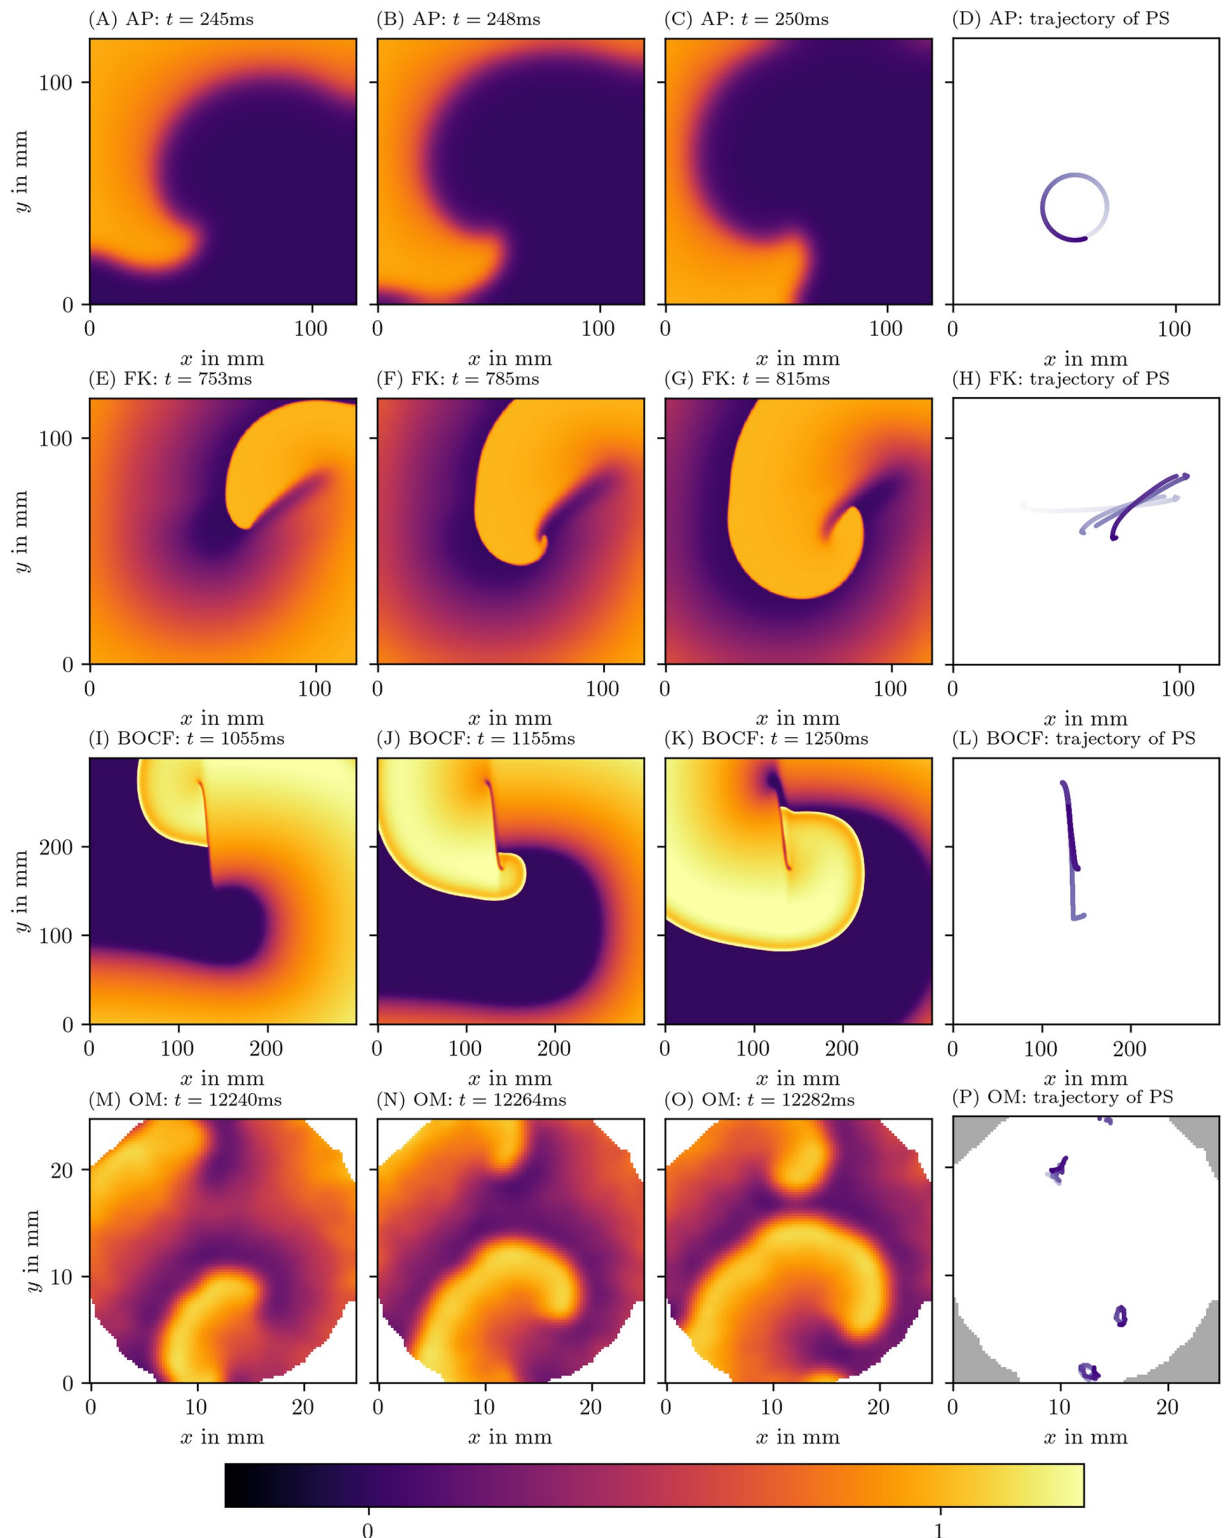 (A) AP: t = 245ms
(B) AP: t = 248ms
(C) AP: t = 250ms
(D) AP: trajectory of PS
100
y in mm
0
0 100
0 100
0 100
0 100
x in mm
x in mm
x in mm
(E) FK: t = 753ms
(F) FK: t = 785ms
(G) FK: t = 815ms
(H) FK: trajectory of PS
100
y in mm
0
0 100
0 100
0 100
0 100
x in mm
x in mm
x in mm
(I) BOCF: t = 1055ms
(J) BOCF: t = 1155ms
(K) BOCF: t = 1250ms
(L) BOCF: trajectory of PS
200
y in mm
100
0
0 100 200
0 100 200
0 100 200
0 100 200
x in mm
x in mm
x in mm
x in mm
(M) OM: t = 12240ms
(N) OM: t = 12264ms
(O) OM: t = 12282ms
(P) OM: trajectory of PS
20
y in mm
10
0
0 10 20
0 10 20
0 10 20
0 10 20
x in mm
x in mm
x in mm
x in mm
0 1